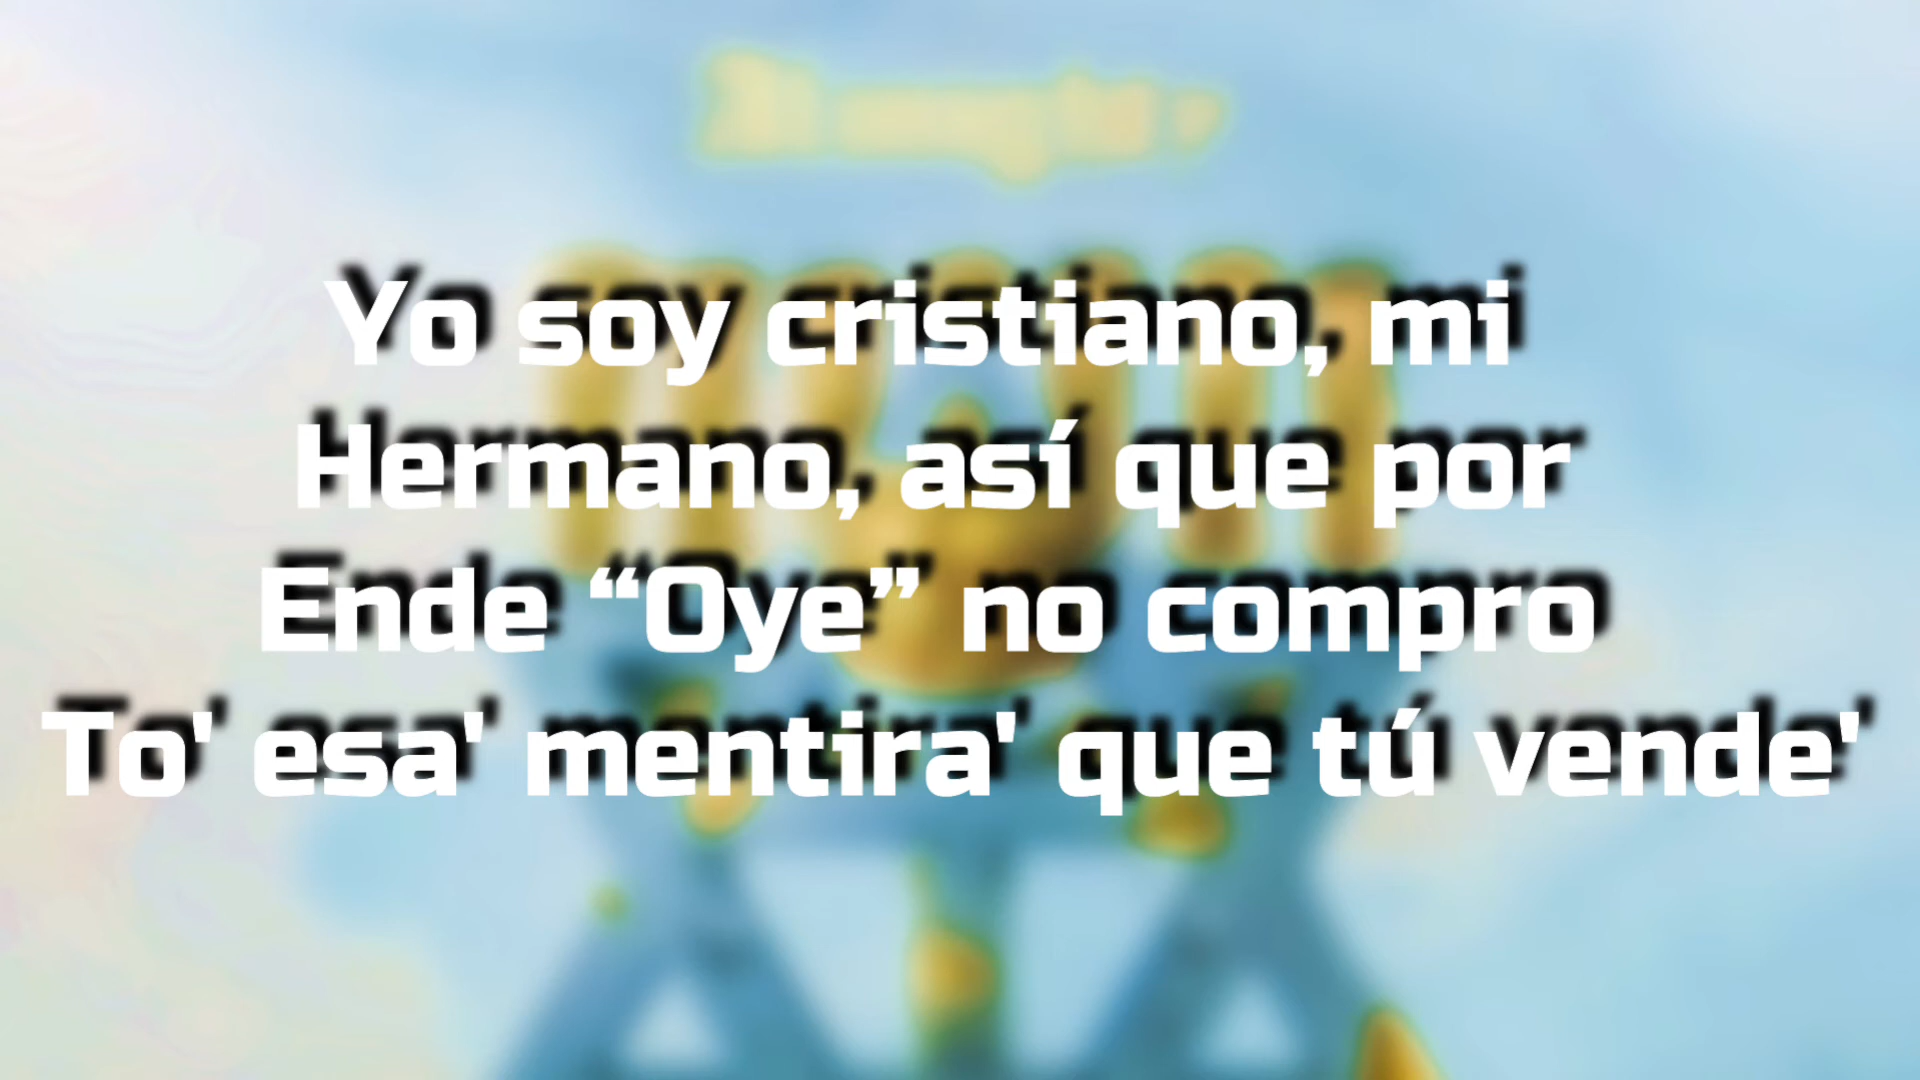 Yo soy cristiano, mi
Hermano, así que por
Ende “Oye” no compro
To' esa' mentira' que tú vende'